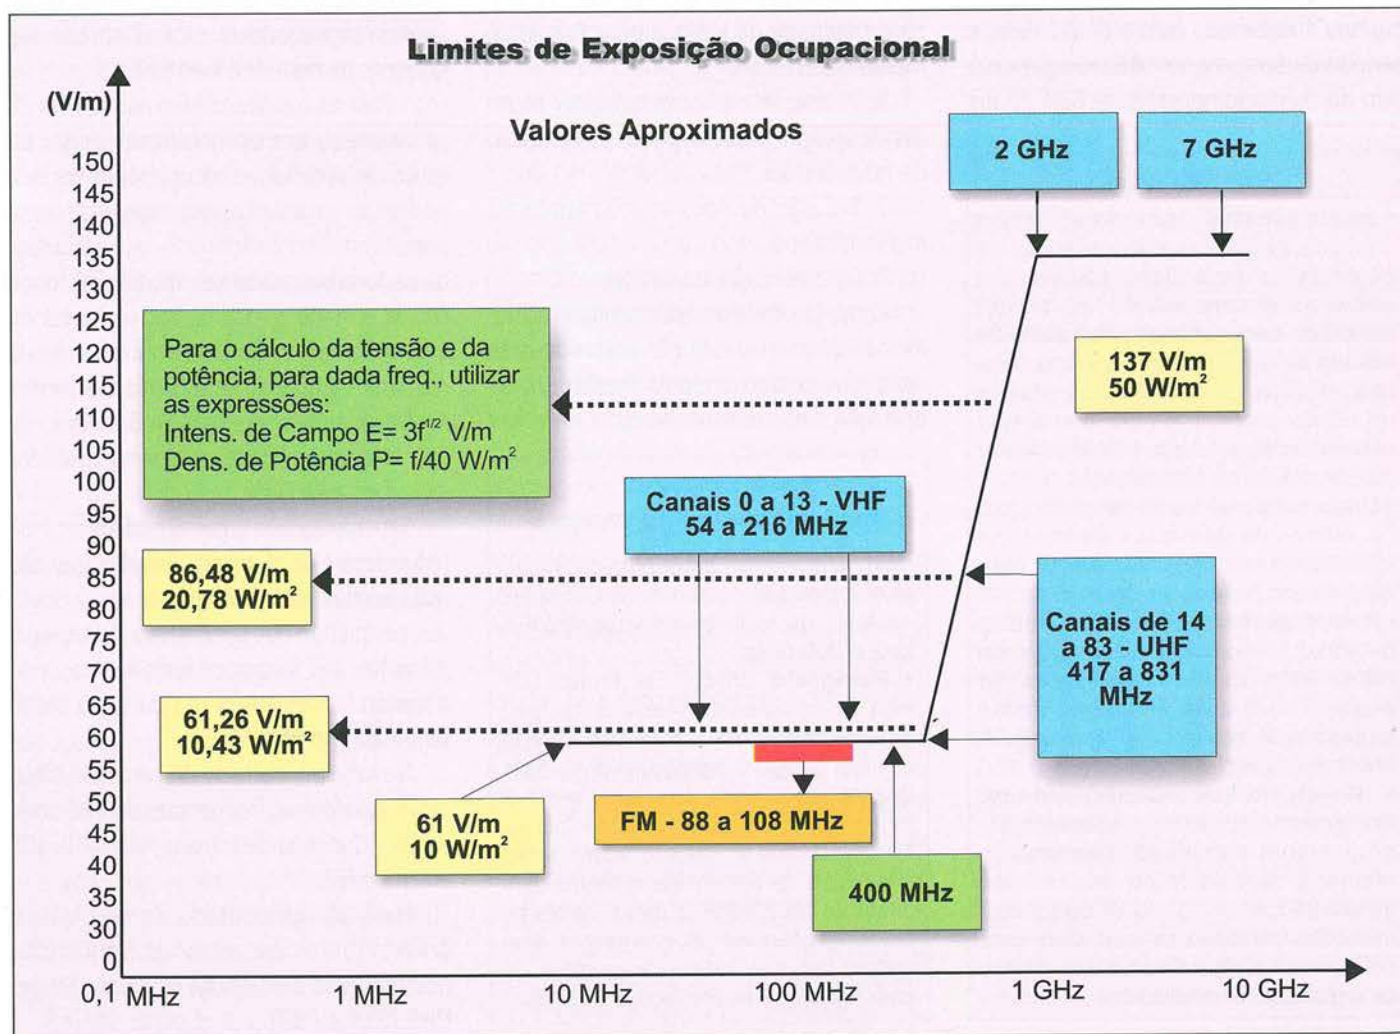 Limites de Exposição Ocupacional
(V/m)
Valores Aproximados
150
145
140
135
130
125
120
115
110
105
100
95
90
85
80
75
70
65
60
55
50
45
40
35
30
0
2 GHz
7 GHz
137 V/m
50 W/m²
Para o cálculo da tensão e da
potência, para dada freq., utilizar
as expressões:
Intens. de Campo E= 3f^1/2 V/m
Dens. de Potência P= f/40 W/m²
Canais 0 a 13 - VHF
54 a 216 MHz
86,48 V/m
20,78 W/m²
Canais de 14
a 83 - UHF
417 a 831
MHz
61,26 V/m
10,43 W/m²
61 V/m
10 W/m²
FM - 88 a 108 MHz
400 MHz
0,1 MHz
1 MHz
10 MHz
100 MHz
1 GHz
10 GHz